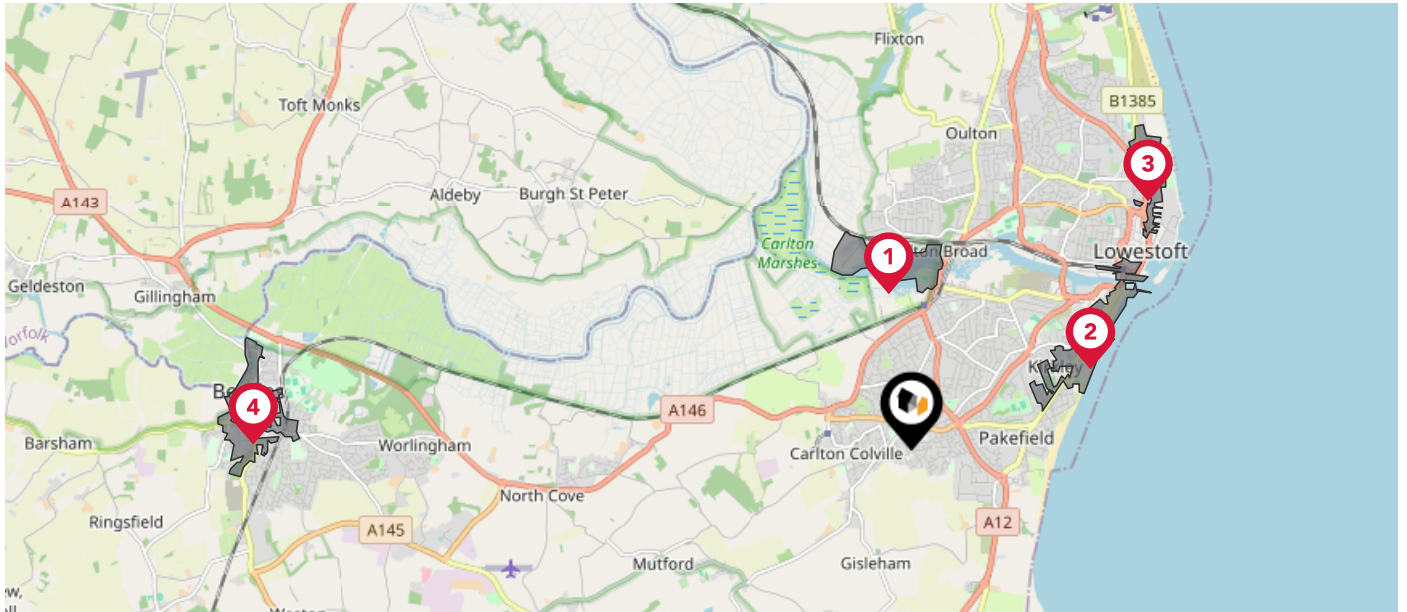 Flixton
B1385
Toft Monks
Oulton
3
A143
Aldeby
Burgh St Peter
Carlton
Marshes
1
Broad
Lowestoft
Geldeston
Gillingham
2
4
A146
Barsham
Worlingham
Carlton Colville
Pakefield
North Cove
Ringsfield
A145
A12
Mutford
Gisleham